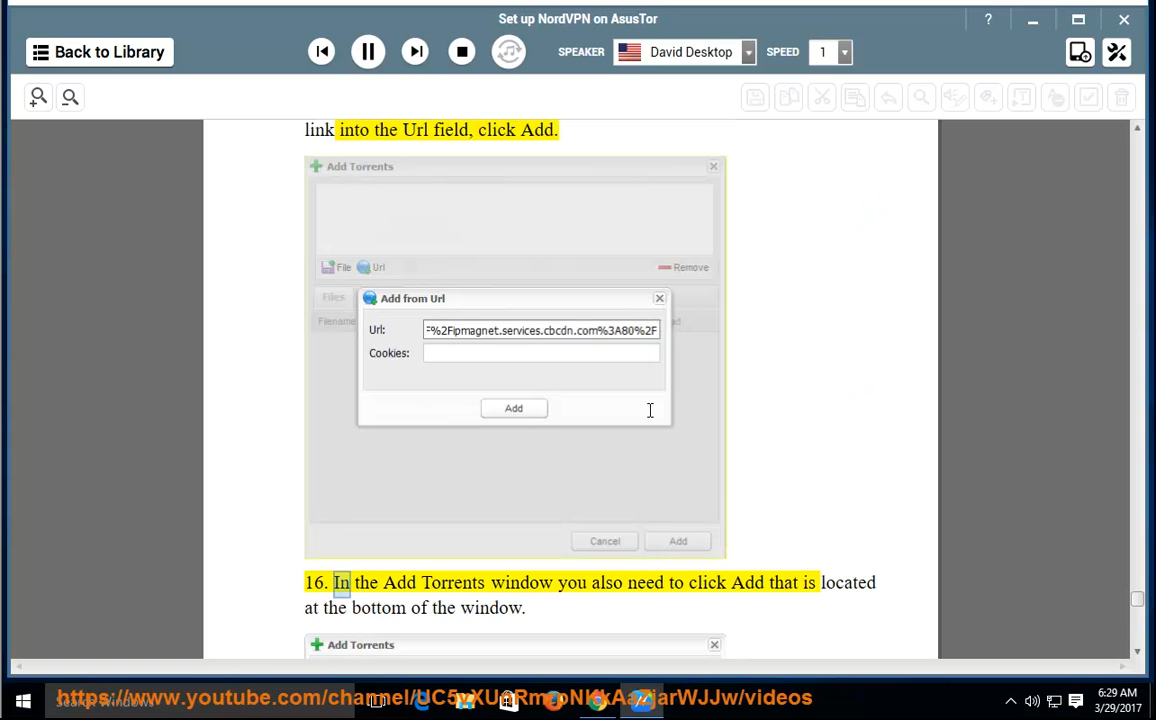 Set up NordVPN on AsusTor
?
Back to Library
SPEAKER
David Desktop
SPEED
1
link into the Url field, click Add.
Add Torrents
File
Url
Remove
Files
Add from Url
Filename
Url:
=%2Fipmagnet.services.cbcdn.com%3A80%2F
Cookies:
Add
Cancel
Add
16. In the Add Torrents window you also need to click Add that is located
at the bottom of the window.
Add Torrents
6:29 AM
3/29/2017